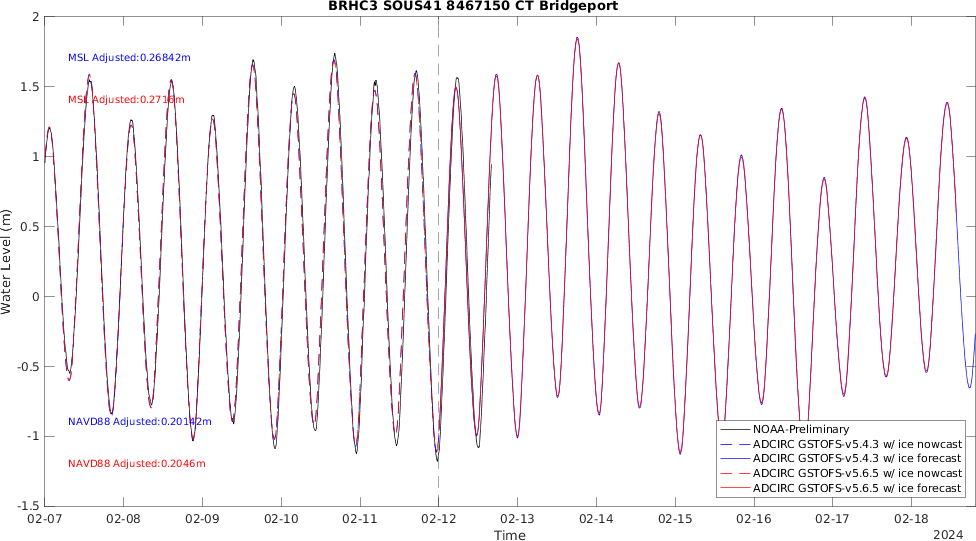 BRHC3 SOUS41 8467150 CT Bridgeport
Water Level (m)
2
1.5
1
0.5
0
-0.5
-1
-1.5
MSL Adjusted:0.26842m
MSL Adjusted:0.2716m
NAVD88 Adjusted:0.20142m
NAVD88 Adjusted:0.2046m
NOAA-Preliminary
ADCIRC GSTOFS-v5.4.3 w/ ice nowcast
ADCIRC GSTOFS-v5.4.3 w/ ice forecast
ADCIRC GSTOFS-v5.6.5 w/ ice nowcast
ADCIRC GSTOFS-v5.6.5 w/ ice forecast
02-07 02-08 02-09 02-10 02-11 02-12 02-13 02-14 02-15 02-16 02-17 02-18
Time
2024